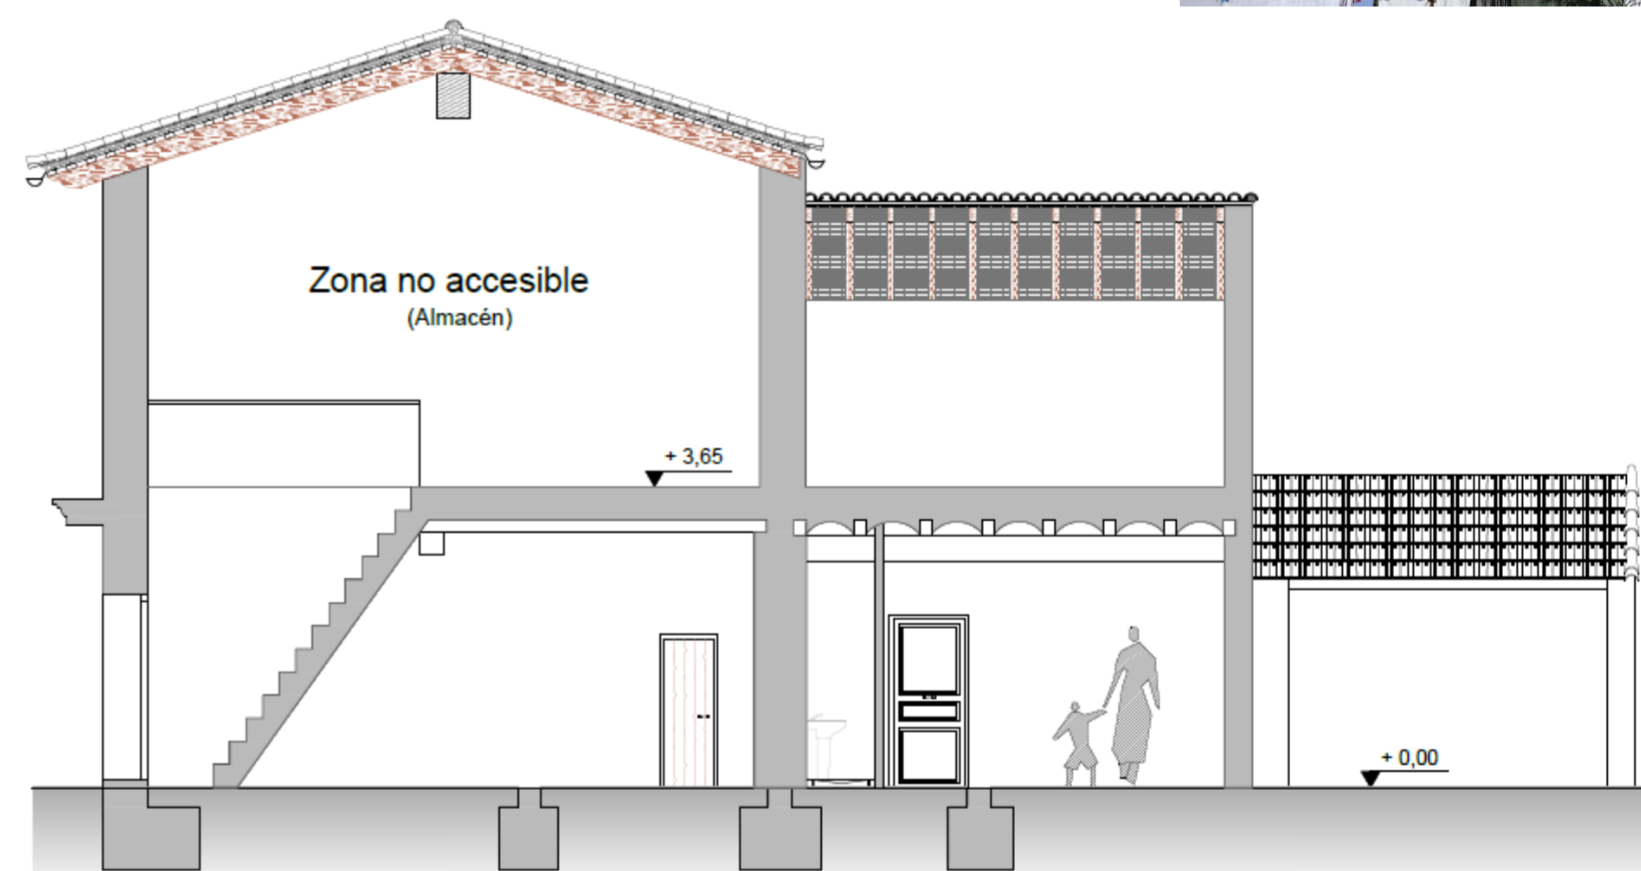 Zona no accesible
(Almacén)
+ 3,65
+ 0,00